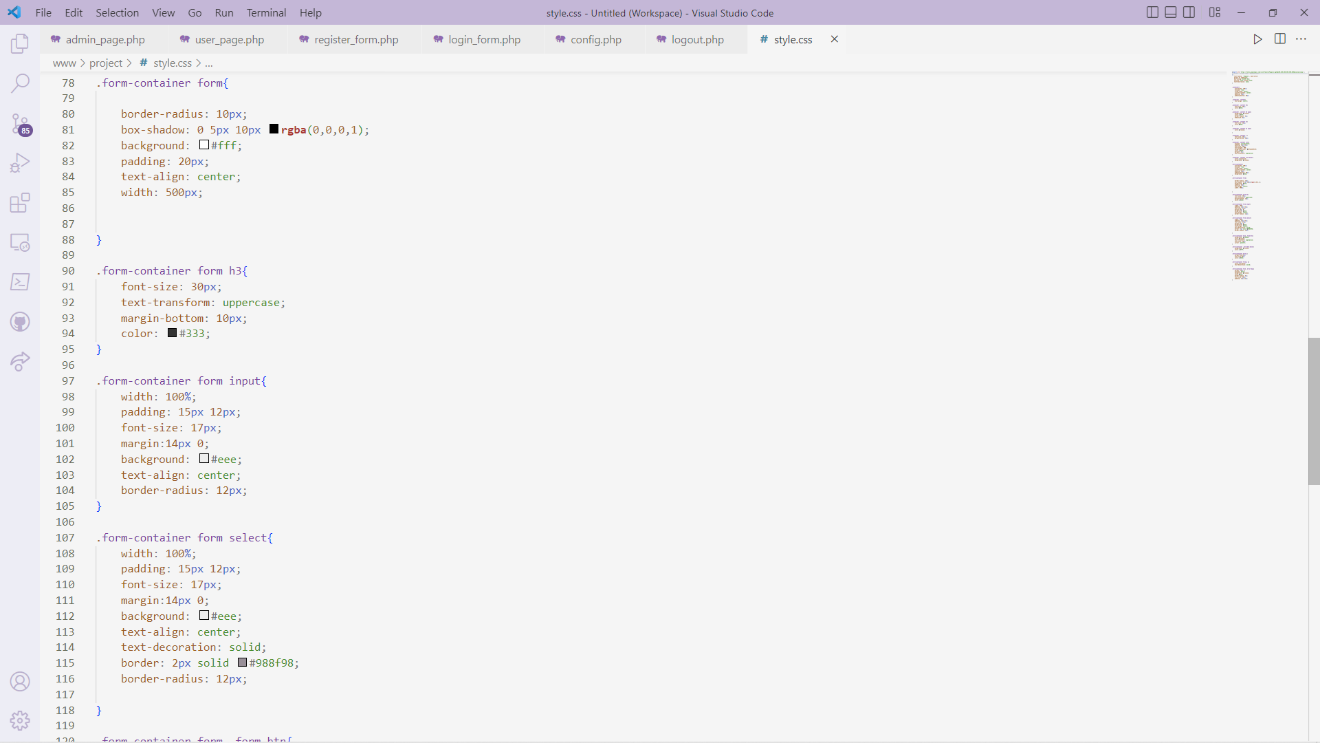 File Edit Selection View Go Run Terminal Help style.css - Untitled (Workspace) - Visual Studio Code
admin_page.php user_page.php register_form.php login_form.php config.php logout.php # style.css
www > project > # style.css > ...
85
78 .form-container form{
79
80 border-radius: 10px;
81 box-shadow: 0 5px 10px rgba(0,0,0,1);
82 background: #fff;
83 padding: 20px;
84 text-align: center;
85 width: 500px;
86
87
88 }
89
90 .form-container form h3{
91 font-size: 30px;
92 text-transform: uppercase;
93 margin-bottom: 10px;
94 color: #333;
95 }
96
97 .form-container form input{
98 width: 100%;
99 padding: 15px 12px;
100 font-size: 17px;
101 margin:14px 0;
102 background: #eee;
103 text-align: center;
104 border-radius: 12px;
105 }
106
107 .form-container form select{
108 width: 100%;
109 padding: 15px 12px;
110 font-size: 17px;
111 margin:14px 0;
112 background: #eee;
113 text-align: center;
114 text-decoration: solid;
115 border: 2px solid #988f98;
116 border-radius: 12px;
117
118 }
119
120 .form-container form .form-btn{